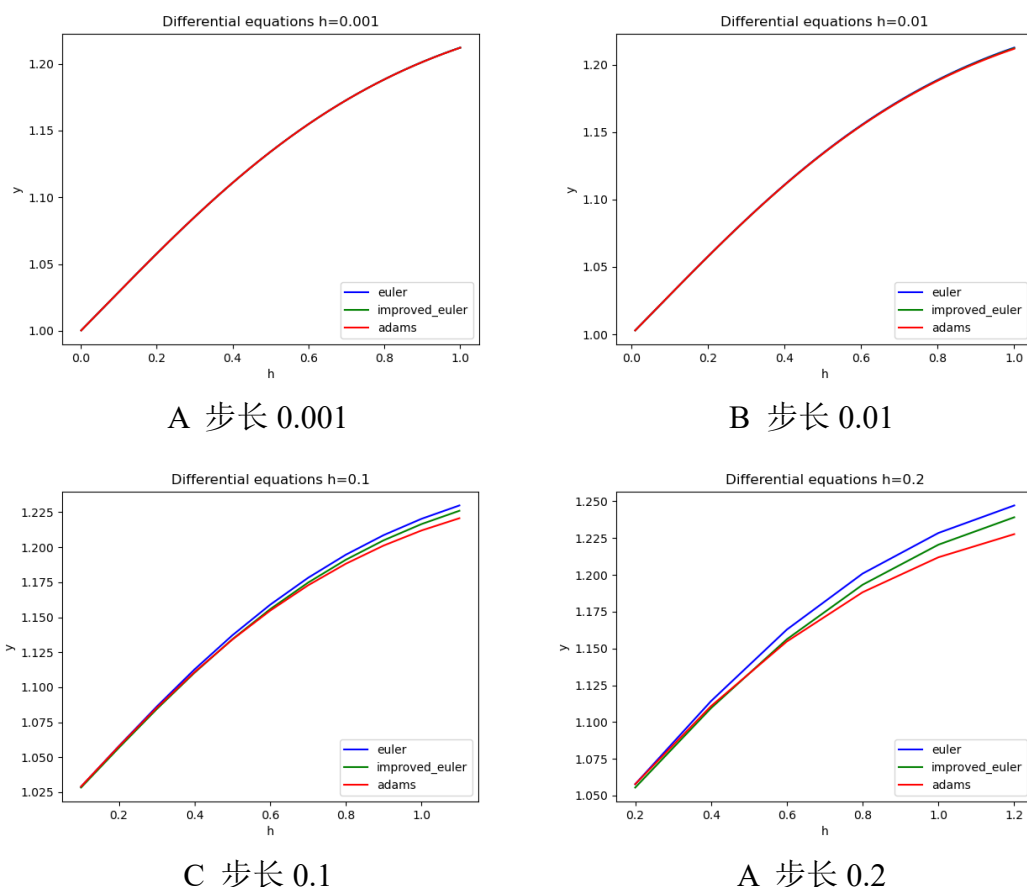 Differential equations h=0.001
1.20
1.15
1.10
1.05
1.00
y
euler
improved_euler
adams
0.0 0.2 0.4 0.6 0.8 1.0
h
A 步长 0.001
Differential equations h=0.01
1.20
1.15
1.10
1.05
1.00
y
euler
improved_euler
adams
0.0 0.2 0.4 0.6 0.8 1.0
h
B 步长 0.01
Differential equations h=0.1
1.225
1.200
1.175
1.150
1.125
1.100
1.075
1.050
1.025
y
euler
improved_euler
adams
0.2 0.4 0.6 0.8 1.0
h
C 步长 0.1
Differential equations h=0.2
1.250
1.225
1.200
1.175
1.150
1.125
1.100
1.075
1.050
y
euler
improved_euler
adams
0.2 0.4 0.6 0.8 1.0 1.2
h
A 步长 0.2